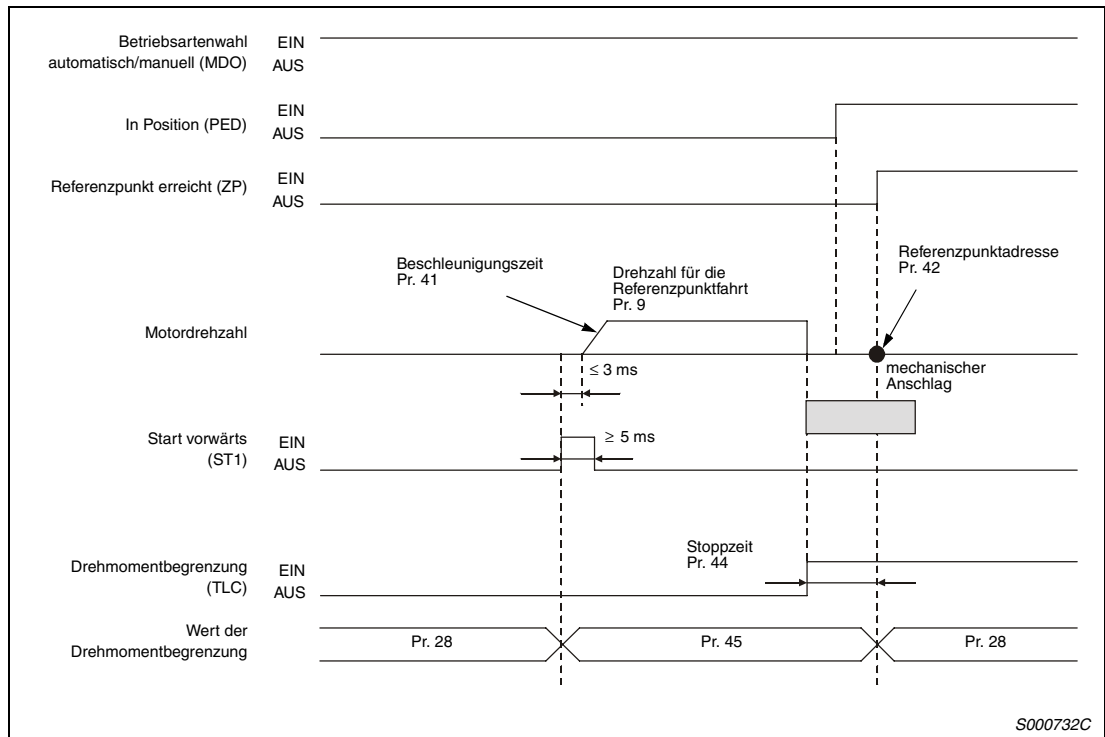 Betriebsartenwahl
automatisch/manuell (MDO)
EIN
AUS
In Position (PED)
EIN
AUS
Referenzpunkt erreicht (ZP)
EIN
AUS
Beschleunigungszeit
Pr. 41
Drehzahl für die
Referenzpunktfahrt
Pr. 9
Referenzpunktadresse
Pr. 42
Motordrehzahl
≤ 3 ms
mechanischer
Anschlag
Start vorwärts
(ST1)
EIN
AUS
≥ 5 ms
Stoppzeit
Pr. 44
Drehmomentbegrenzung
(TLC)
EIN
AUS
Wert der
Drehmomentbegrenzung
Pr. 28
Pr. 45
Pr. 28
S000732C